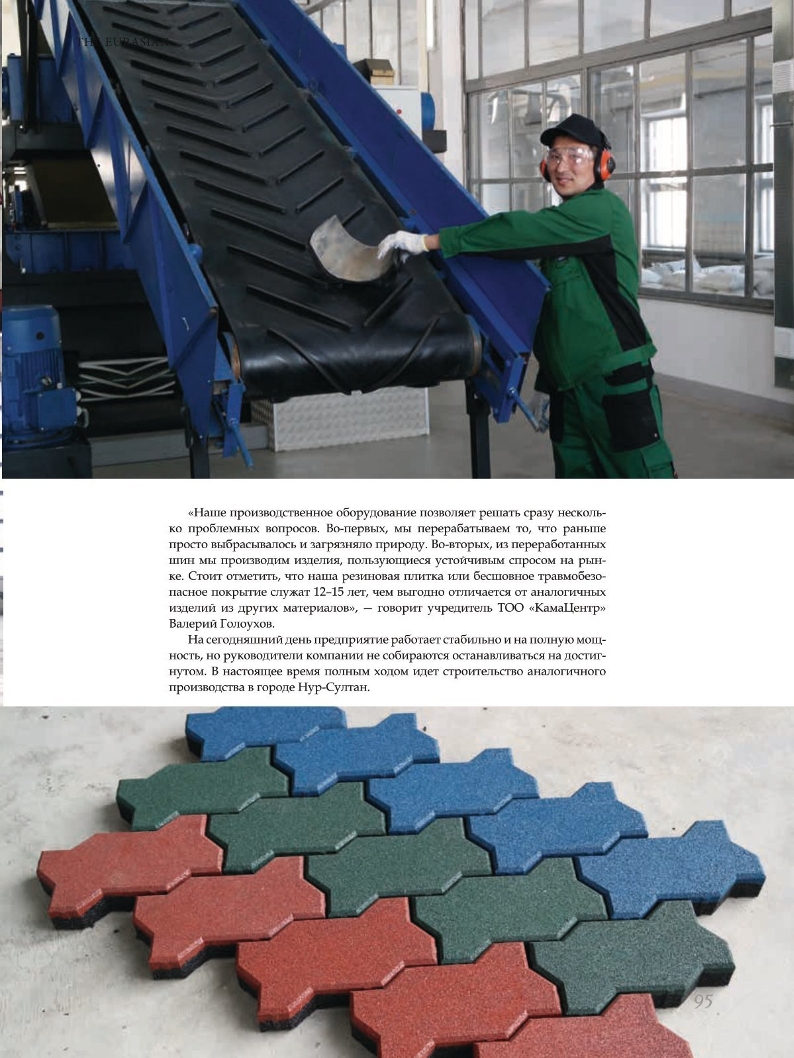 THE EURASIAN
«Наше производственное оборудование позволяет решать сразу несколь-
ко проблемных вопросов. Во-первых, мы перерабатываем то, что раньше
просто выбрасывалось и загрязняло природу. Во-вторых, из переработанных
шин мы производим изделия, пользующиеся устойчивым спросом на рын-
ке. Стоит отметить, что наша резиновая плитка или бесшовное травмобезо-
пасное покрытие служат 12–15 лет, чем выгодно отличается от аналогичных
изделий из других материалов», — говорит учредитель ТОО «КамаЦентр»
Валерий Голоухов.
На сегодняшний день предприятие работает стабильно и на полную мощ-
ность, но руководители компании не собираются останавливаться на достиг-
нутом. В настоящее время полным ходом идет строительство аналогичного
производства в городе Нур-Султан.
95